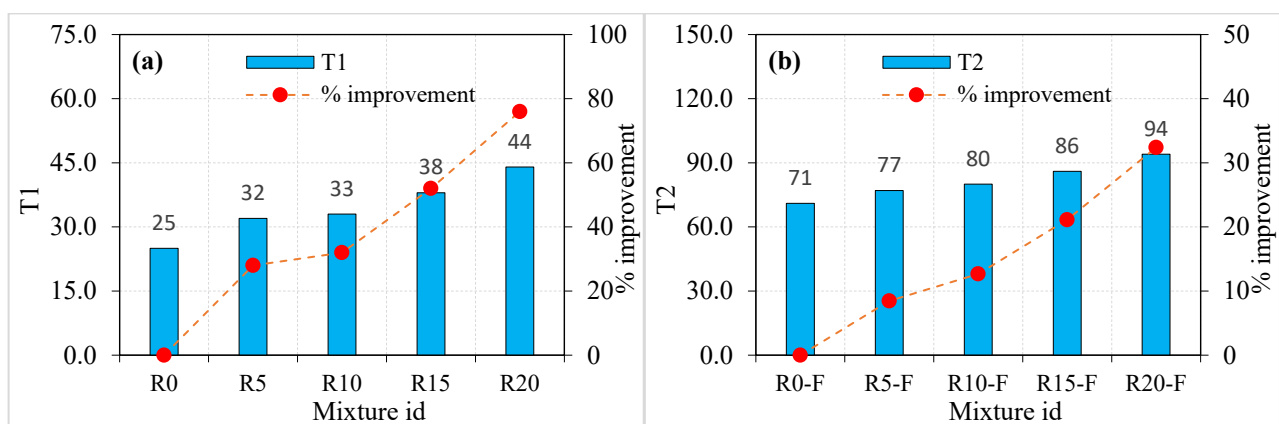 (a)
T1
% improvement
75.0
60.0
45.0
30.0
15.0
0.0
T1
25
32
33
38
44
100
80
60
40
20
0
% improvement
R0 R5 R10 R15 R20
Mixture id
(b)
T2
% improvement
150.0
120.0
90.0
60.0
30.0
0.0
T2
71
77
80
86
94
50
40
30
20
10
0
% improvement
R0-F R5-F R10-F R15-F R20-F
Mixture id